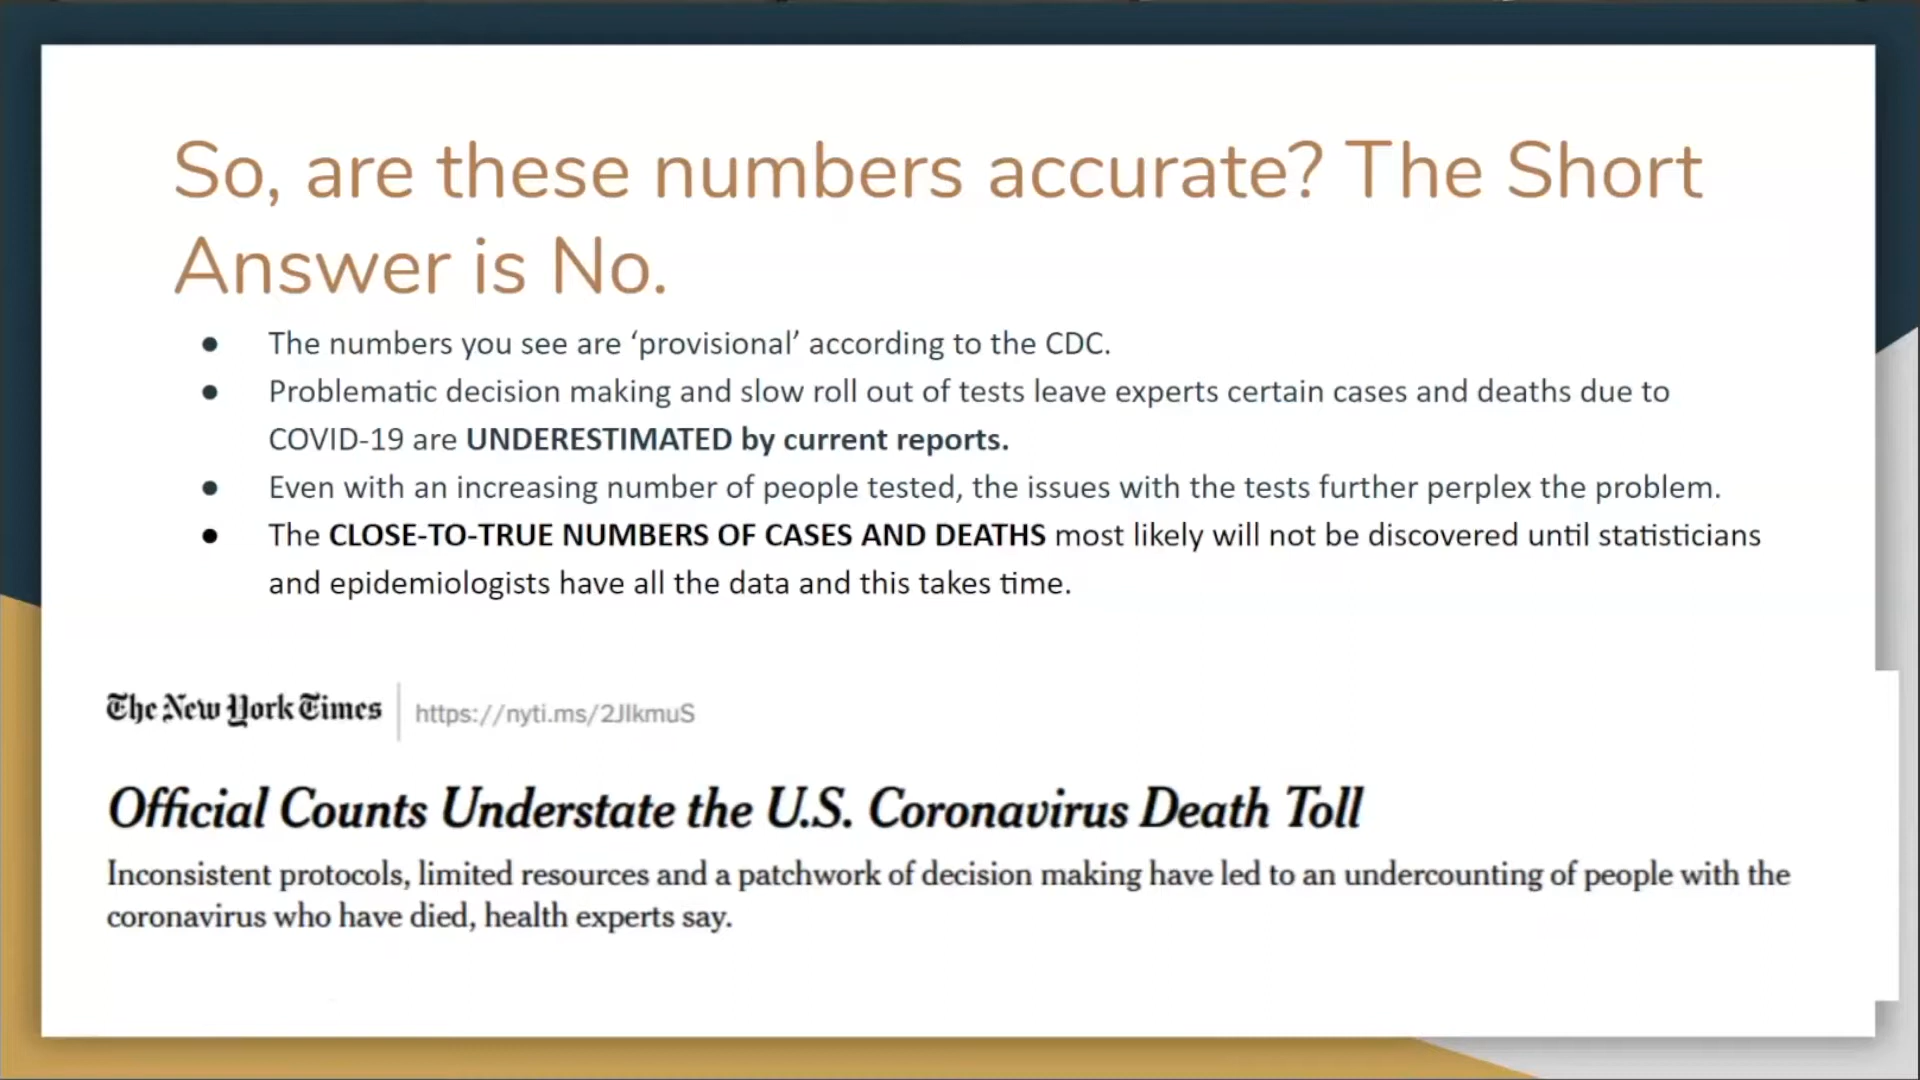 So, are these numbers accurate? The Short
Answer is No.
● The numbers you see are ‘provisional’ according to the CDC.
● Problematic decision making and slow roll out of tests leave experts certain cases and deaths due to
COVID-19 are UNDERESTIMATED by current reports.
● Even with an increasing number of people tested, the issues with the tests further perplex the problem.
● The CLOSE-TO-TRUE NUMBERS OF CASES AND DEATHS most likely will not be discovered until statisticians
and epidemiologists have all the data and this takes time.
The New York Times | https://nyti.ms/2JIkmuS
Official Counts Understate the U.S. Coronavirus Death Toll
Inconsistent protocols, limited resources and a patchwork of decision making have led to an undercounting of people with the
coronavirus who have died, health experts say.